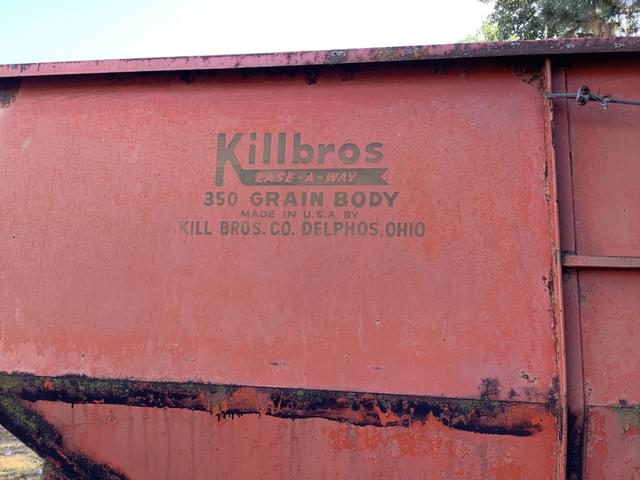 Killbros
EASE-A-WAY
350 GRAIN BODY
MADE IN U.S.A. BY
KILL BROS. CO. DELPHOS, OHIO